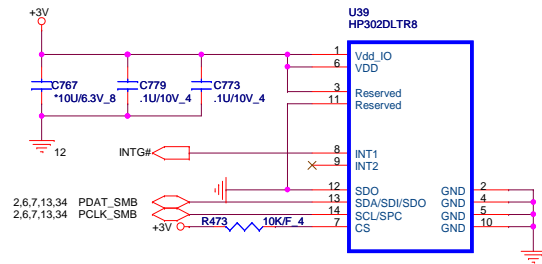 +3V
U39
HP302DLTR8
1 Vdd_IO
6 VDD
C767
*10U/6.3V_8
C779
.1U/10V_4
C773
.1U/10V_4
3 Reserved
11 Reserved
12
INTG#
8 INT1
9 INT2
12 SDO
2,6,7,13,34 PDAT_SMB
13 SDA/SDI/SDO
2,6,7,13,34 PCLK_SMB
14 SCL/SPC
+3V
R473
10K/F_4
7 CS
GND 2
GND 4
GND 5
GND 10